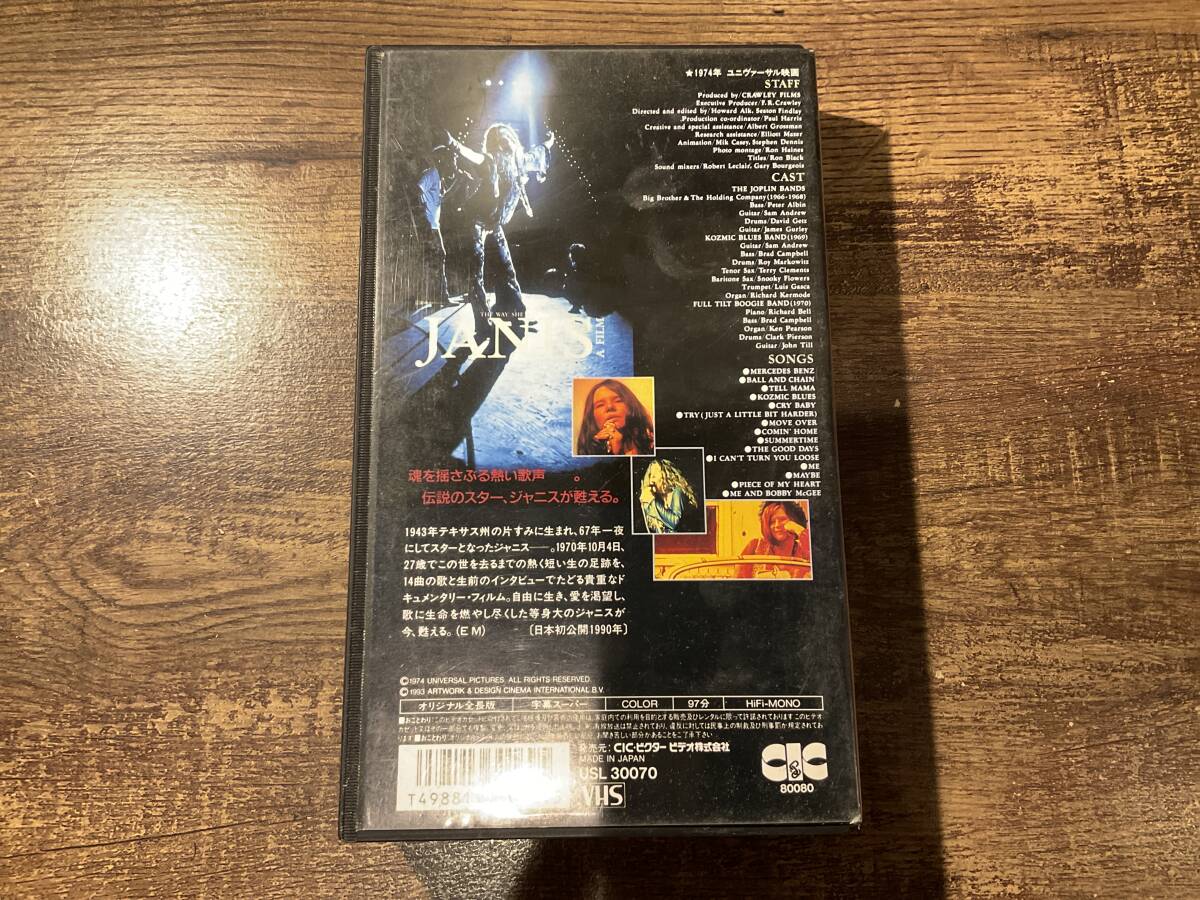 ★1974年 ユニヴァーサル映画
STAFF
Produced by/CRAWLEY FILMS
Executive Producer/F.R.Crawley
Directed and edited by/Howard Alk, Seaton Findlay
Production co-ordinator/Paul Harris
Creative and special assistance/Albert Grossman
Research assistance/Elliott Mazer
Animation/Mik Casey, Stephen Dennis
Photo montage/Ron Haines
Titles/Ron Black
Sound mixers/Robert Leclair, Gary Bourgeois
CAST
THE JOPLIN BANDS
Big Brother & The Holding Company(1966-1968)
Bass/Peter Albin
Guitar/Sam Andrew
Drums/David Getz
Guitar/James Gurley
KOZMIC BLUES BAND(1969)
Guitar/Sam Andrew
Bass/Brad Campbell
Drums/Roy Markowitz
Tenor Sax/Terry Clements
Baritone Sax/Snooky Flowers
Trumpet/Luis Gasca
Organ/Richard Kermode
FULL TILT BOOGIE BAND(1970)
Piano/Richard Bell
Bass/Brad Campbell
Organ/Ken Pearson
Drums/Clark Pierson
Guitar/John Till
THE WAY SHE
JANIS
A FILM
SONGS
●MERCEDES BENZ
●BALL AND CHAIN
●TELL MAMA
●KOZMIC BLUES
●CRY BABY
●TRY(JUST A LITTLE BIT HARDER)
●MOVE OVER
●COMIN' HOME
●SUMMERTIME
●THE GOOD DAYS
●I CAN'T TURN YOU LOOSE
●ME
●MAYBE
●PIECE OF MY HEART
●ME AND BOBBY McGEE
魂を揺さぶる熱い歌声 。
伝説のスター、ジャニスが甦える。
1943年テキサス州の片すみに生まれ、67年一夜
にしてスターとなったジャニス――。1970年10月4日、
27歳でこの世を去るまでの熱く短い生の足跡を、
14曲の歌と生前のインタビューでたどる貴重なド
キュメンタリー・フィルム。自由に生き、愛を渇望し、
歌に生命を燃やし尽くした等身大のジャニスが
今、甦える。(EM) 〔日本初公開1990年〕
©1974 UNIVERSAL PICTURES. ALL RIGHTS RESERVED.
©1993 ARTWORK & DESIGN CINEMA INTERNATIONAL B.V.
オリジナル全長版 字幕スーパー COLOR 97分 HiFi-MONO
発売元：CIC・ビクター ビデオ株式会社
MADE IN JAPAN
USL 30070
VHS
T4988
CIC
&
80080